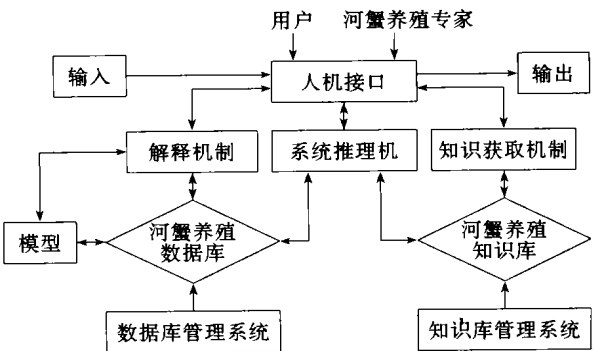 用户
河蟹养殖专家
输入
人机接口
输出
解释机制
系统推理机
知识获取机制
模型
河蟹养殖
数据库
河蟹养殖
知识库
数据库管理系统
知识库管理系统